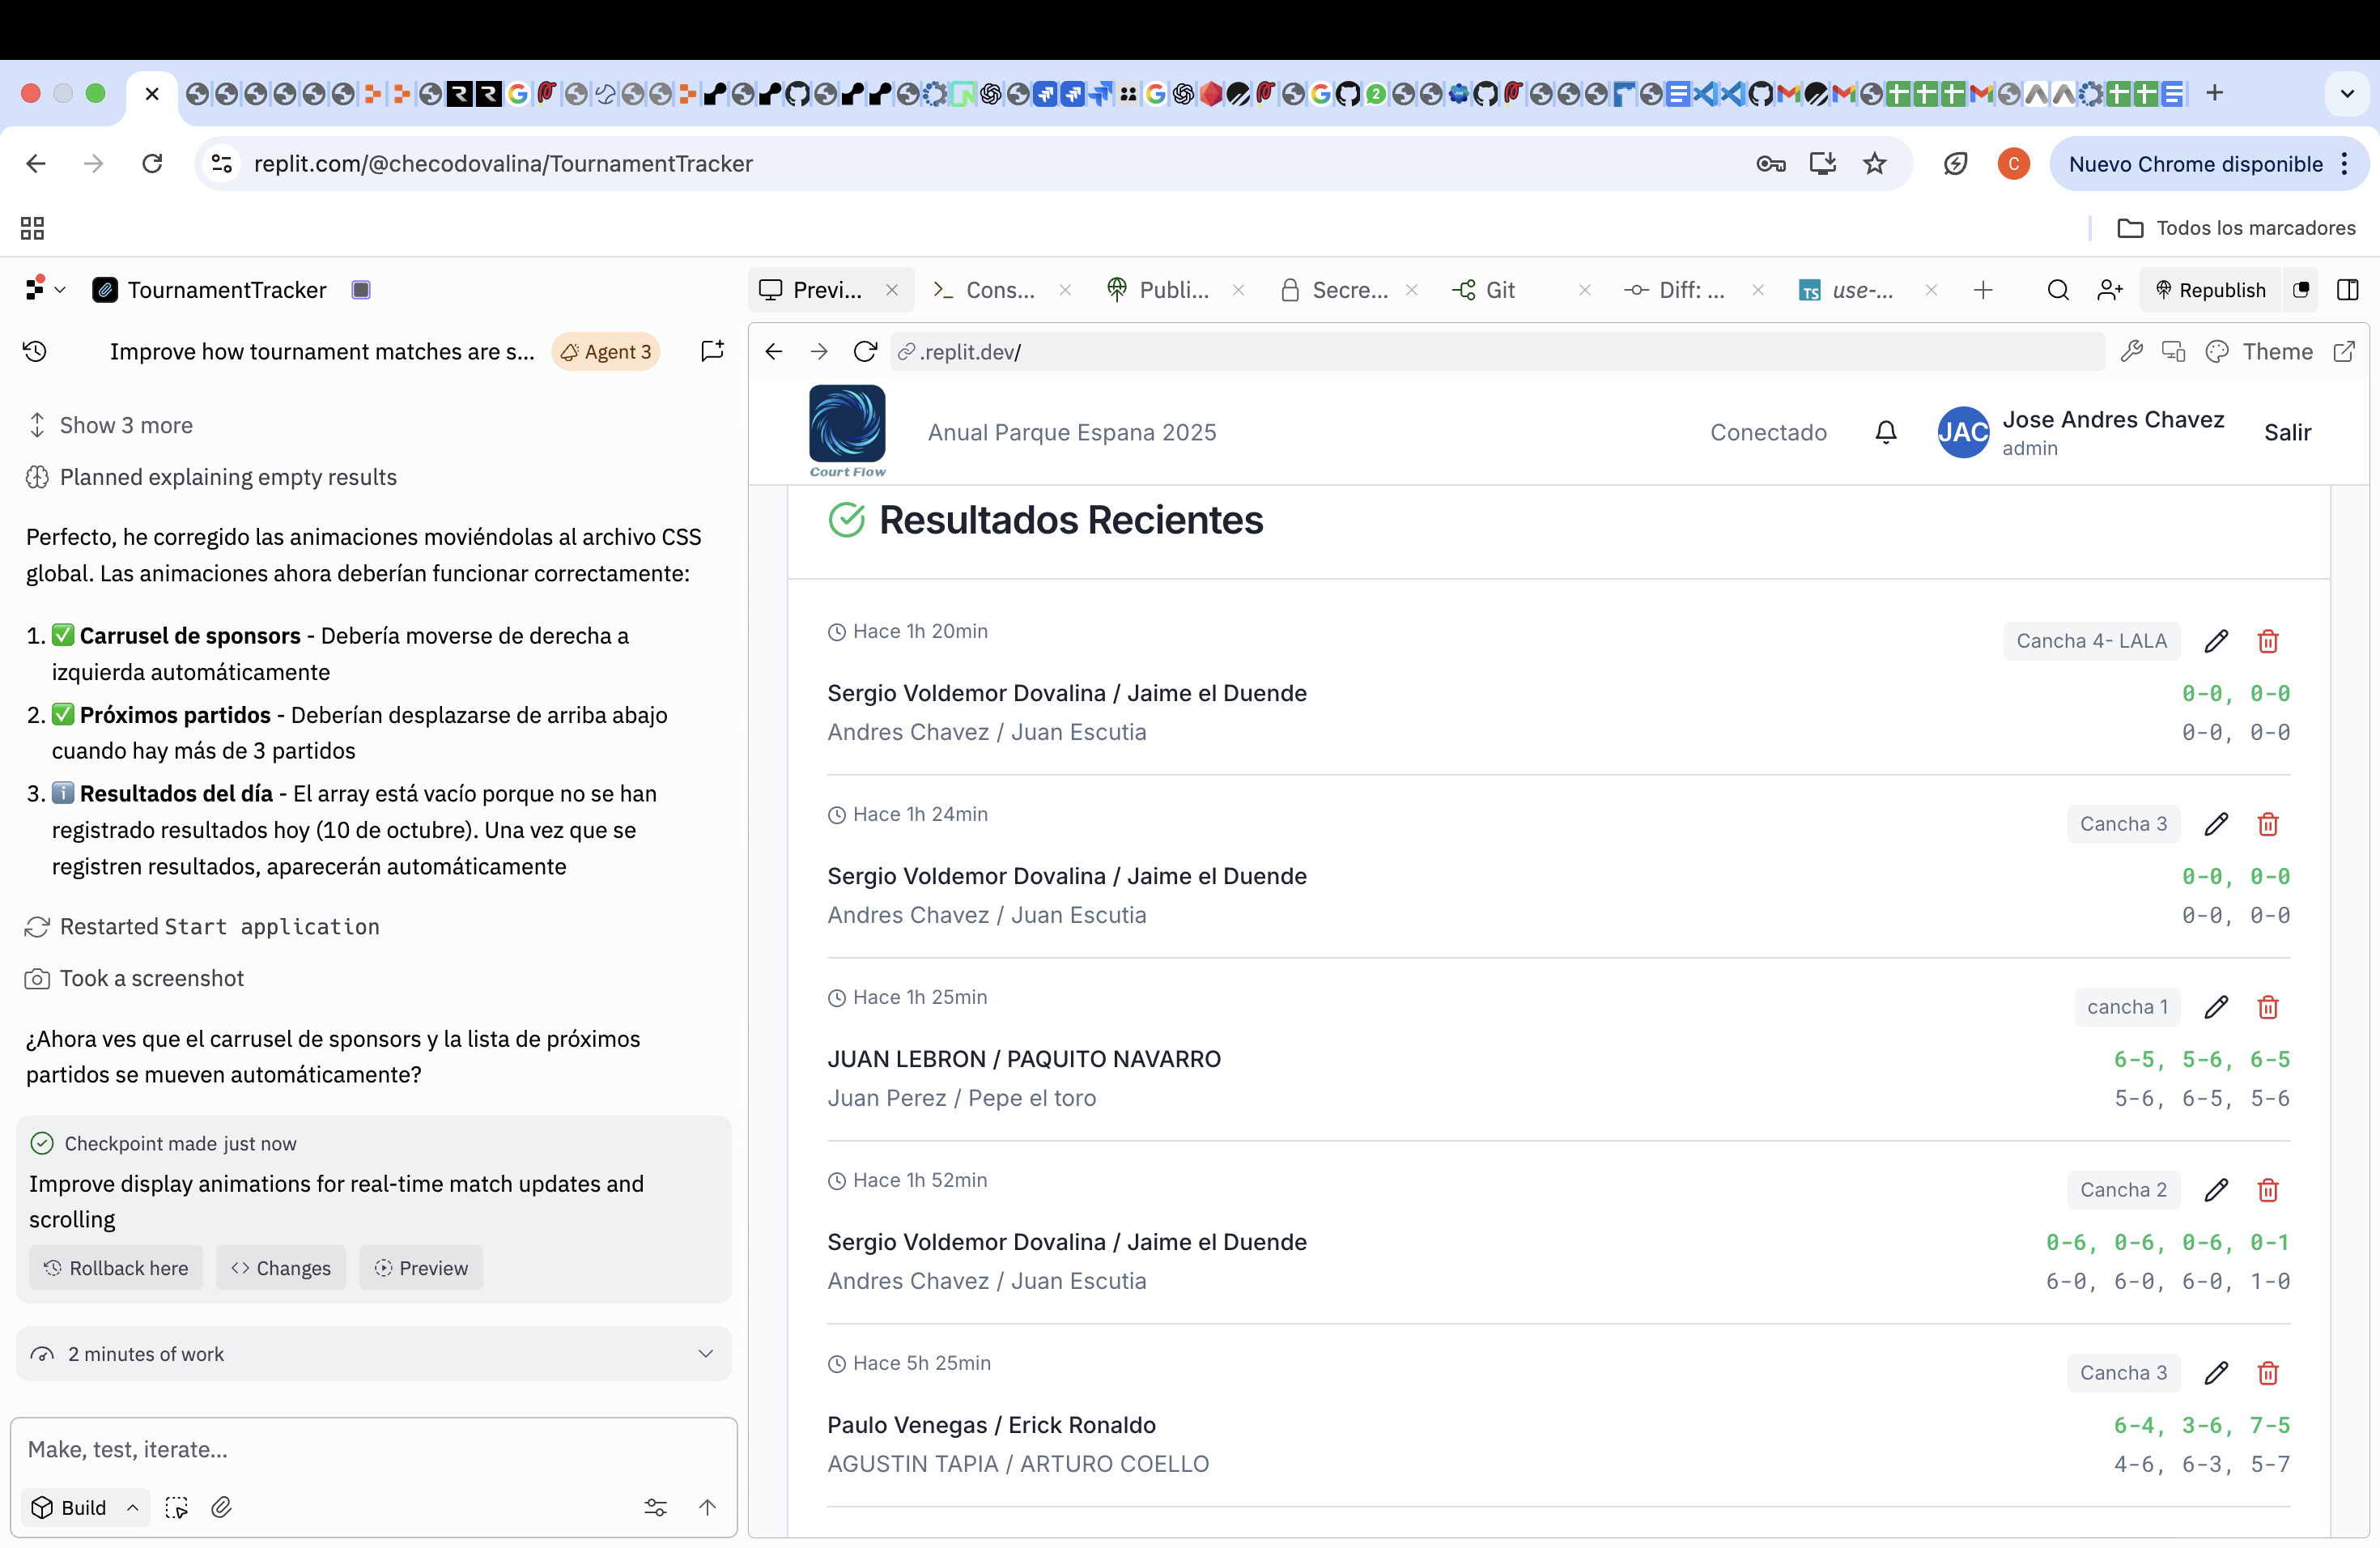 replit.com/@checodovalina/TournamentTracker
C
Nuevo Chrome disponible
Todos los marcadores
TournamentTracker
Previ...
Cons...
Publi...
Secre...
Git
Diff: ...
TS use-...
Republish
Improve how tournament matches are s...
Agent 3
.replit.dev/
Theme
Show 3 more
Planned explaining empty results
Perfecto, he corregido las animaciones moviéndolas al archivo CSS
global. Las animaciones ahora deberían funcionar correctamente:
1. ✅ Carrusel de sponsors - Debería moverse de derecha a
izquierda automáticamente
2. ✅ Próximos partidos - Deberían desplazarse de arriba abajo
cuando hay más de 3 partidos
3. ℹ️ Resultados del día - El array está vacío porque no se han
registrado resultados hoy (10 de octubre). Una vez que se
registren resultados, aparecerán automáticamente
Restarted Start application
Took a screenshot
¿Ahora ves que el carrusel de sponsors y la lista de próximos
partidos se mueven automáticamente?
Checkpoint made just now
Improve display animations for real-time match updates and
scrolling
Rollback here
Changes
Preview
2 minutes of work
Make, test, iterate...
Build
Court Flow
Anual Parque Espana 2025
Conectado
JAC
Jose Andres Chavez
admin
Salir
Resultados Recientes
Hace 1h 20min
Cancha 4- LALA
Sergio Voldemor Dovalina / Jaime el Duende
0-0, 0-0
Andres Chavez / Juan Escutia
0-0, 0-0
Hace 1h 24min
Cancha 3
Sergio Voldemor Dovalina / Jaime el Duende
0-0, 0-0
Andres Chavez / Juan Escutia
0-0, 0-0
Hace 1h 25min
cancha 1
JUAN LEBRON / PAQUITO NAVARRO
6-5, 5-6, 6-5
Juan Perez / Pepe el toro
5-6, 6-5, 5-6
Hace 1h 52min
Cancha 2
Sergio Voldemor Dovalina / Jaime el Duende
0-6, 0-6, 0-6, 0-1
Andres Chavez / Juan Escutia
6-0, 6-0, 6-0, 1-0
Hace 5h 25min
Cancha 3
Paulo Venegas / Erick Ronaldo
6-4, 3-6, 7-5
AGUSTIN TAPIA / ARTURO COELLO
4-6, 6-3, 5-7